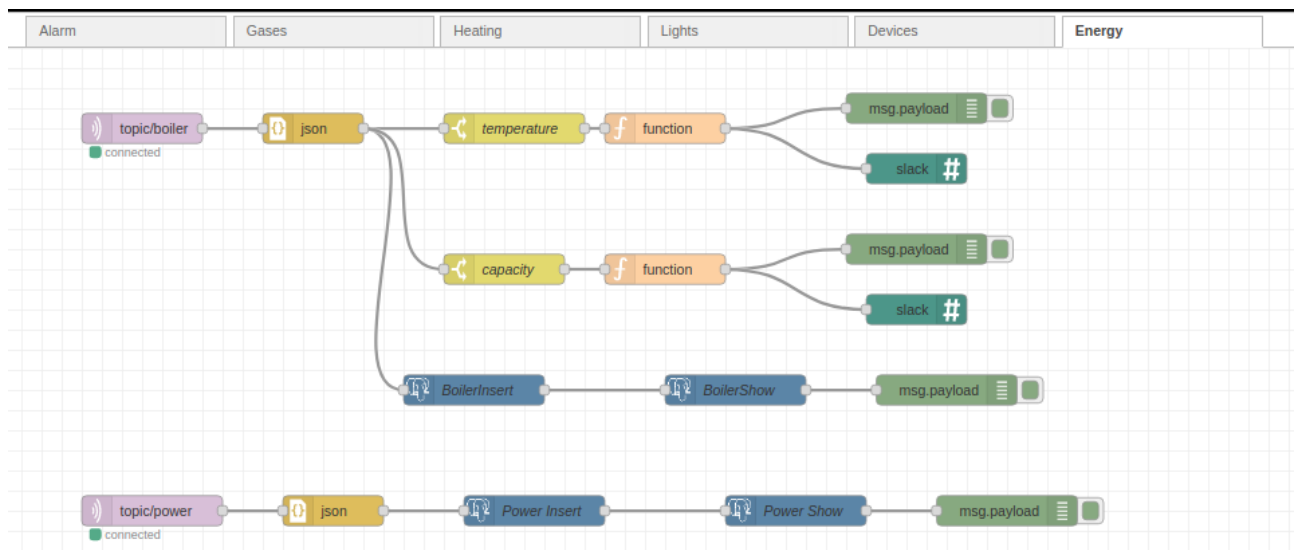 Alarm Gases Heating Lights Devices Energy
msg.payload
topic/boiler json temperature function
connected
slack #
msg.payload
capacity function
slack #
BoilerInsert BoilerShow msg.payload
topic/power json Power Insert Power Show msg.payload
connected